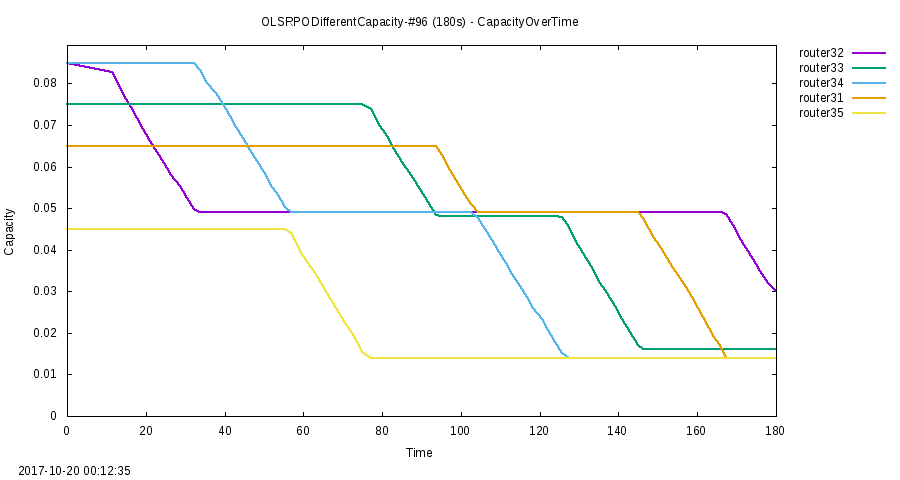 OLSRPODifferentCapacity-#96 (180s) - CapacityOverTime
router32
router33
router34
router31
router35
0.08
0.07
0.06
0.05
0.04
0.03
0.02
0.01
0
Capacity
0 20 40 60 80 100 120 140 160 180
Time
2017-10-20 00:12:35